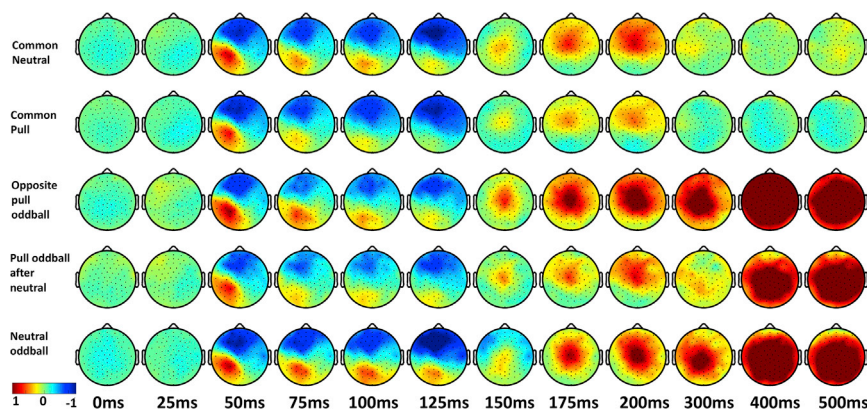 Common
Neutral
Common
Pull
Opposite
pull
oddball
Pull oddball
after
neutral
Neutral
oddball
1 0 -1
0ms 25ms 50ms 75ms 100ms 125ms 150ms 175ms 200ms 300ms 400ms 500ms